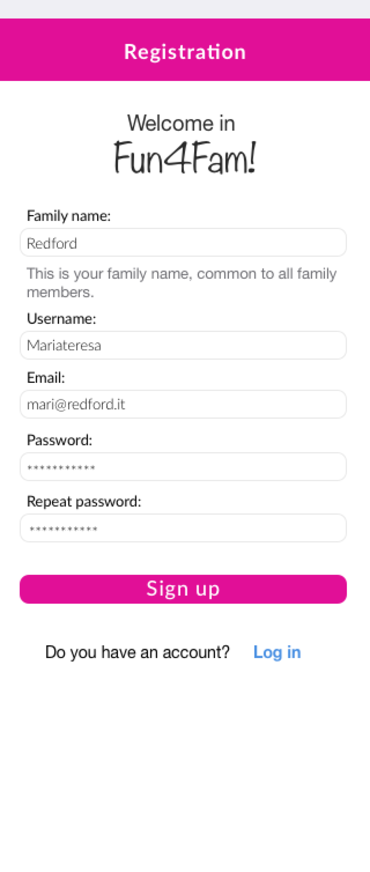 Registration
Welcome in
Fun4Fam!
Family name:
Redford
This is your family name, common to all family
members.
Username:
Mariateresa
Email:
mari@redford.it
Password:
***********
Repeat password:
***********
Sign up
Do you have an account? Log in